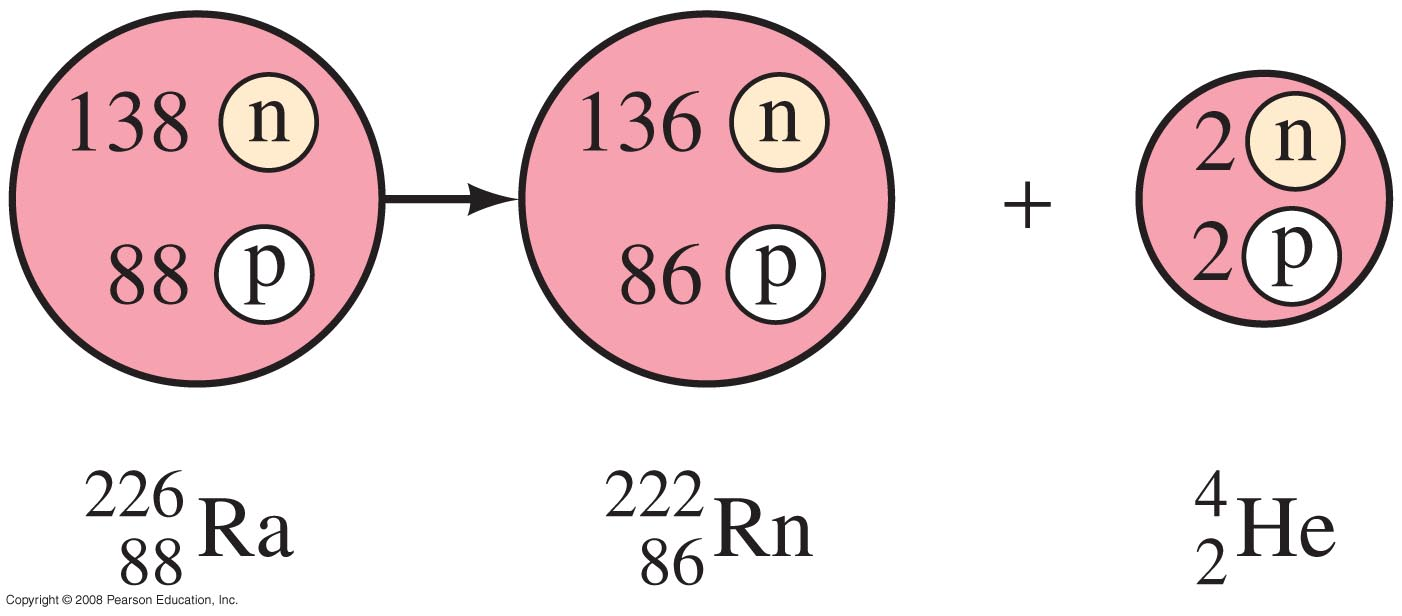 138 n
88 p
136 n
86 p
+
2 n
2 p
226
88 Ra
222
86 Rn
4
2 He
Copyright © 2008 Pearson Education, Inc.